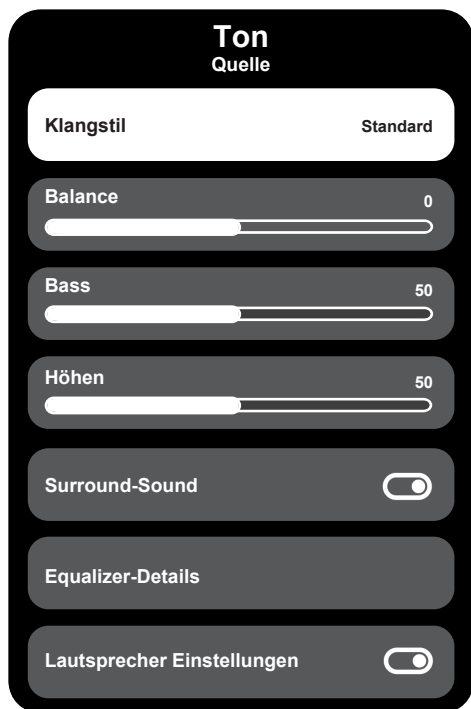 Ton
Quelle
Klangstil Standard
Balance 0
Bass 50
Höhen 50
Surround-Sound
Equalizer-Details
Lautsprecher Einstellungen